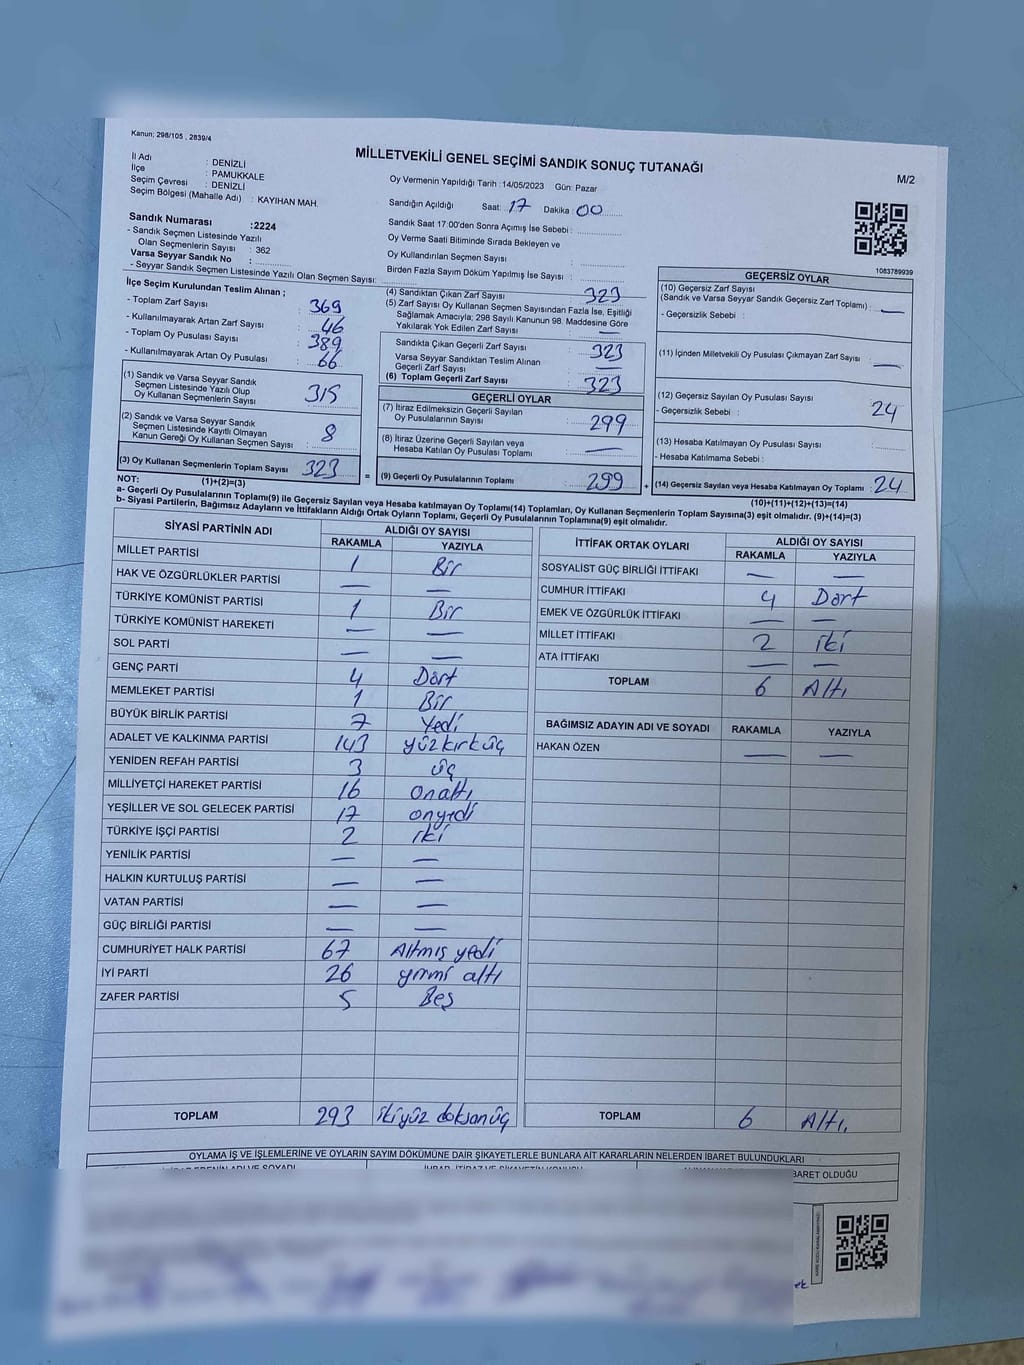 Kanun; 298/105 , 2839/4
MİLLETVEKİLİ GENEL SEÇİMİ SANDIK SONUÇ TUTANAĞI
M/2
İl Adı : DENİZLİ
İlçe : PAMUKKALE
Seçim Çevresi : DENİZLİ
Seçim Bölgesi (Mahalle Adı) : KAYIHAN MAH.
Oy Vermenin Yapıldığı Tarih :14/05/2023 Gün: Pazar
Sandığın Açıldığı Saat: 17 Dakika : 00
Sandık Numarası :2224
- Sandık Seçmen Listesinde Yazılı
Olan Seçmenlerin Sayısı : 362
Varsa Seyyar Sandık No :
- Seyyar Sandık Seçmen Listesinde Yazılı Olan Seçmen Sayısı:
Sandık Saat 17:00'den Sonra Açımış İse Sebebi :
Oy Verme Saati Bitiminde Sırada Bekleyen ve
Oy Kullandırılan Seçmen Sayısı :
Birden Fazla Sayım Döküm Yapılmış İse Sayısı :
1083789939
İlçe Seçim Kurulundan Teslim Alınan ;
- Toplam Zarf Sayısı : 369
- Kullanılmayarak Artan Zarf Sayısı : 46
- Toplam Oy Pusulası Sayısı : 389
- Kullanılmayarak Artan Oy Pusulası : 66
(1) Sandık ve Varsa Seyyar Sandık
Seçmen Listesinde Yazılı Olup
Oy Kullanan Seçmenlerin Sayısı : 315
(2) Sandık ve Varsa Seyyar Sandık
Seçmen Listesinde Kayıtlı Olmayan
Kanun Gereği Oy Kullanan Seçmen Sayısı : 8
(3) Oy Kullanan Seçmenlerin Toplam Sayısı : 323
(4) Sandıktan Çıkan Zarf Sayısı : 323
(5) Zarf Sayısı Oy Kullanan Seçmen Sayısından Fazla İse, Eşitliği
Sağlamak Amacıyla; 298 Sayılı Kanunun 98. Maddesine Göre
Yakılarak Yok Edilen Zarf Sayısı : —
Sandıkta Çıkan Geçerli Zarf Sayısı : 323
Varsa Seyyar Sandıktan Teslim Alınan
Geçerli Zarf Sayısı : —
(6) Toplam Geçerli Zarf Sayısı : 323
GEÇERLİ OYLAR
(7) İtiraz Edilmeksizin Geçerli Sayılan
Oy Pusulalarının Sayısı : 299
(8) İtiraz Üzerine Geçerli Sayılan veya
Hesaba Katılan Oy Pusulası Toplamı : —
= (9) Geçerli Oy Pusulalarının Toplamı : 299
GEÇERSİZ OYLAR
(10) Geçersiz Zarf Sayısı
(Sandık ve Varsa Seyyar Sandık Geçersiz Zarf Toplamı) : —
- Geçersizlik Sebebi :
(11) İçinden Milletvekili Oy Pusulası Çıkmayan Zarf Sayısı : —
(12) Geçersiz Sayılan Oy Pusulası Sayısı : 24
- Geçersizlik Sebebi :
(13) Hesaba Katılmayan Oy Pusulası Sayısı :
- Hesaba Katılmama Sebebi :
+ (14) Geçersiz Sayılan veya Hesaba Katılmayan Oy Toplamı : 24
NOT: (1)+(2)=(3)
(10)+(11)+(12)+(13)=(14)
a- Geçerli Oy Pusulalarının Toplamı(9) ile Geçersiz Sayılan veya Hesaba katılmayan Oy Toplamı(14) Toplamları, Oy Kullanan Seçmenlerin Toplam Sayısına(3) eşit olmalıdır. (9)+(14)=(3)
b- Siyasi Partilerin, Bağımsız Adayların ve İttifakların Aldığı Ortak Oyların Toplamı, Geçerli Oy Pusulalarının Toplamına(9) eşit olmalıdır.
SİYASİ PARTİNİN ADI ALDIĞI OY SAYISI
RAKAMLA YAZIYLA
MİLLET PARTİSİ 1 Bir
HAK VE ÖZGÜRLÜKLER PARTİSİ — —
TÜRKİYE KOMÜNİST PARTİSİ 1 Bir
TÜRKİYE KOMÜNİST HAREKETİ — —
SOL PARTİ — —
GENÇ PARTİ 4 Dört
MEMLEKET PARTİSİ 1 Bir
BÜYÜK BİRLİK PARTİSİ 7 Yedi
ADALET VE KALKINMA PARTİSİ 143 yüzkırküç
YENİDEN REFAH PARTİSİ 3 üç
MİLLİYETÇİ HAREKET PARTİSİ 16 onaltı
YEŞİLLER VE SOL GELECEK PARTİSİ 17 onyedi
TÜRKİYE İŞÇİ PARTİSİ 2 iki
YENİLİK PARTİSİ — —
HALKIN KURTULUŞ PARTİSİ — —
VATAN PARTİSİ — —
GÜÇ BİRLİĞİ PARTİSİ — —
CUMHURİYET HALK PARTİSİ 67 Altmış yedi
İYİ PARTİ 26 yirmi altı
ZAFER PARTİSİ 5 Beş
TOPLAM 293 ikiyüz doksanüç
İTTİFAK ORTAK OYLARI ALDIĞI OY SAYISI
RAKAMLA YAZIYLA
SOSYALİST GÜÇ BİRLİĞİ İTTİFAKI — —
CUMHUR İTTİFAKI 4 Dört
EMEK VE ÖZGÜRLÜK İTTİFAKI — —
MİLLET İTTİFAKI 2 iki
ATA İTTİFAKI — —
TOPLAM 6 Altı
BAĞIMSIZ ADAYIN ADI VE SOYADI RAKAMLA YAZIYLA
HAKAN ÖZEN — —
TOPLAM 6 Altı.
OYLAMA İŞ VE İŞLEMLERİNE VE OYLARIN SAYIM DÖKÜMÜNE DAİR ŞİKAYETLERLE BUNLARA AİT KARARLARIN NELERDEN İBARET BULUNDUKLARI
BARET OLDUĞU